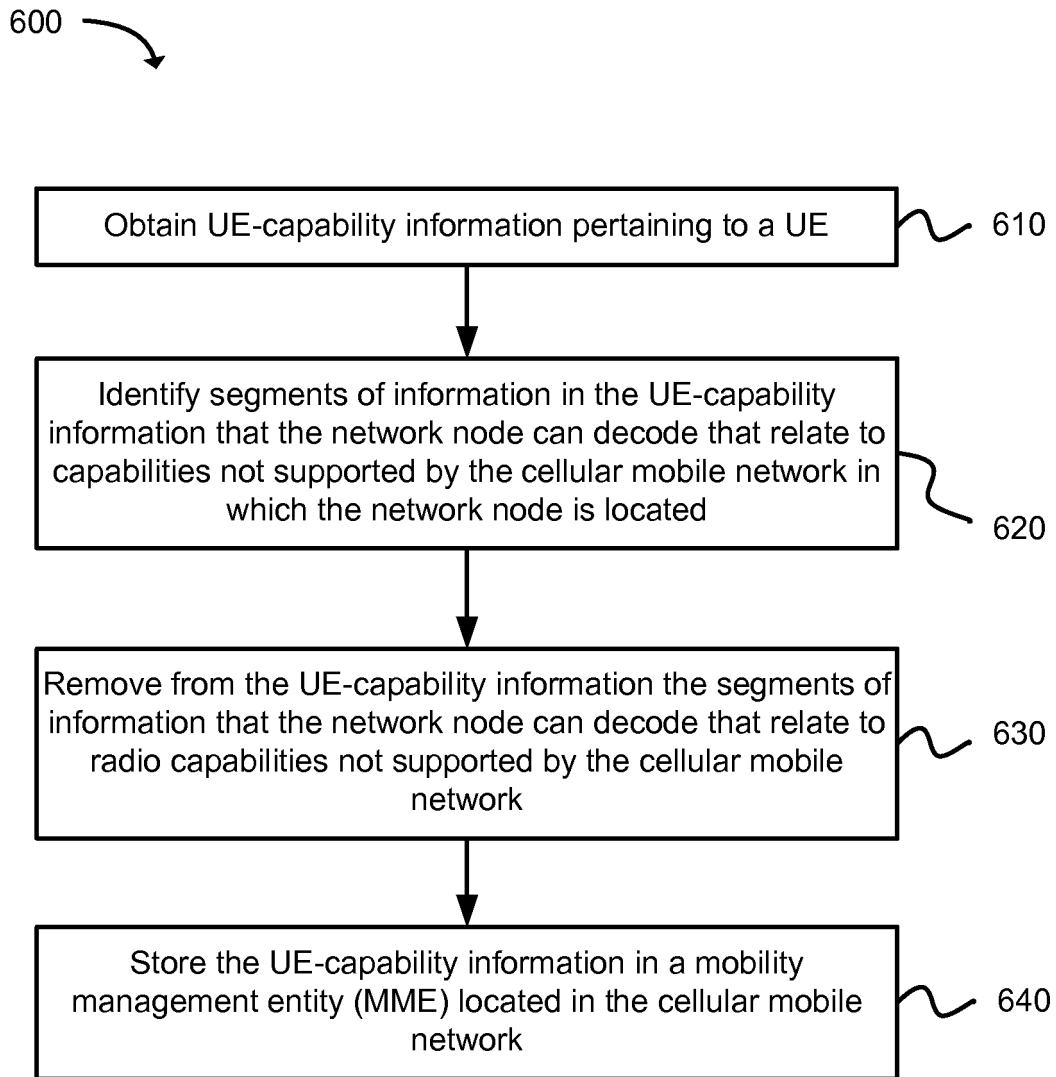 600
Obtain UE-capability information pertaining to a UE
610
Identify segments of information in the UE-capability
information that the network node can decode that relate to
capabilities not supported by the cellular mobile network in
which the network node is located
620
Remove from the UE-capability information the segments of
information that the network node can decode that relate to
radio capabilities not supported by the cellular mobile
network
630
Store the UE-capability information in a mobility
management entity (MME) located in the cellular mobile
network
640